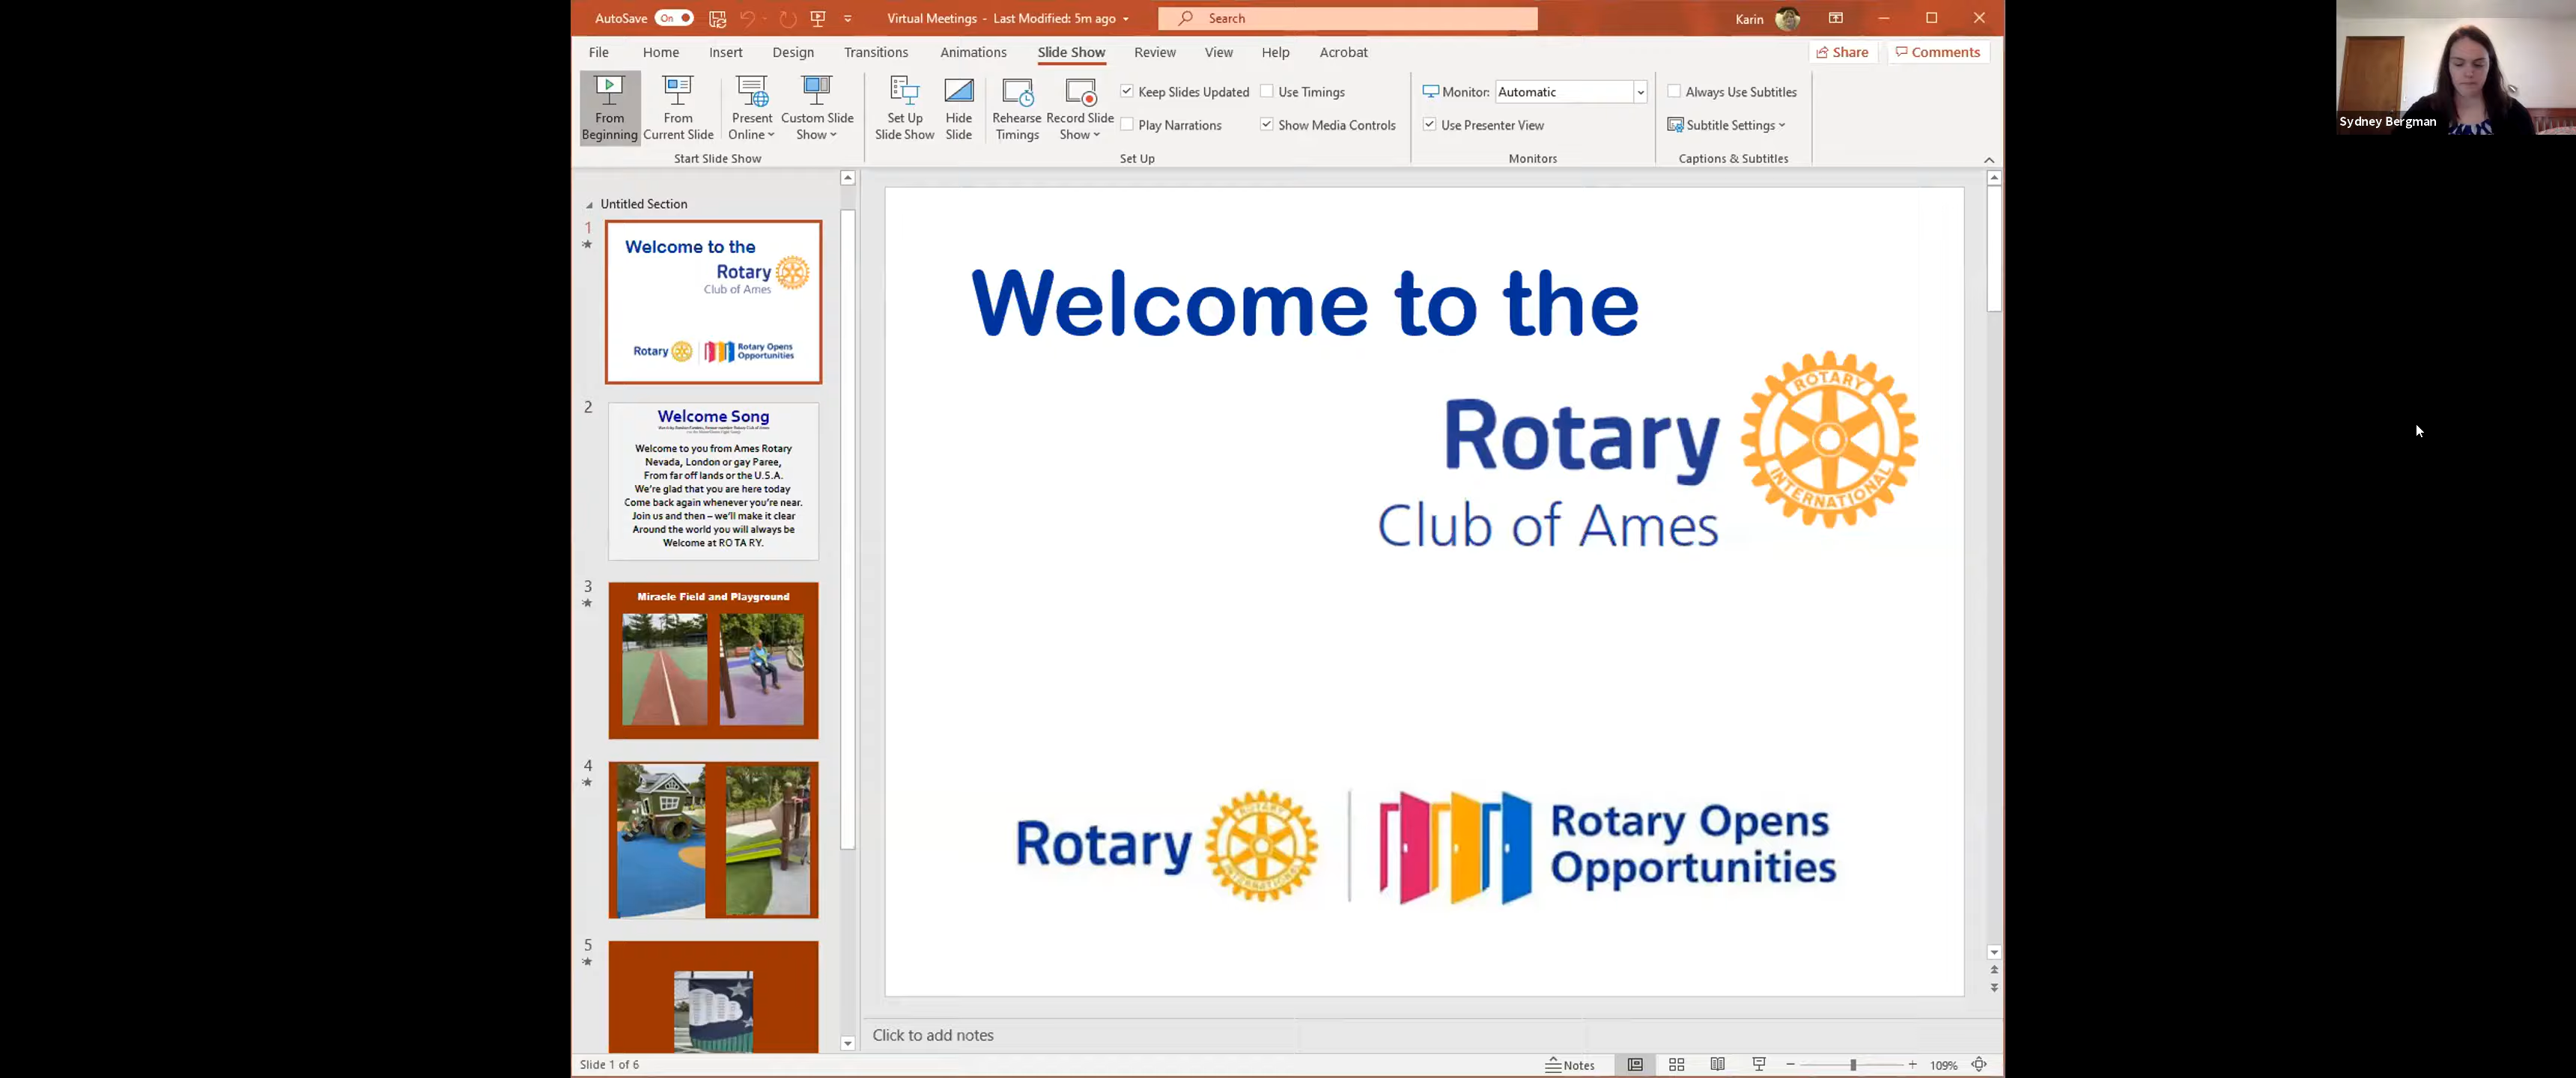 AutoSave On
Virtual Meetings - Last Modified: 5m ago
Search
Karin
File Home Insert Design Transitions Animations Slide Show Review View Help Acrobat
Share Comments
From Beginning
From Current Slide
Present Online
Custom Slide Show
Start Slide Show
Set Up Slide Show
Hide Slide
Rehearse Timings
Record Slide Show
Keep Slides Updated
Play Narrations
Use Timings
Show Media Controls
Set Up
Monitor: Automatic
Use Presenter View
Monitors
Always Use Subtitles
Subtitle Settings
Captions & Subtitles
Sydney Bergman
Untitled Section
1
Welcome to the
Rotary
Club of Ames
Rotary
Rotary Opens
Opportunities
2
Welcome Song
Welcome to you from Ames Rotary
Nevada, London or gay Paree,
From far off lands or the U.S.A.
We're glad that you are here today
Come back again whenever you're near.
Join us and then – we'll make it clear
Around the world you will always be
Welcome at RO TA RY.
3
Miracle Field and Playground
4
5
Welcome to the
Rotary
ROTARY
INTERNATIONAL
Club of Ames
Rotary
ROTARY
INTERNATIONAL
Rotary Opens
Opportunities
Click to add notes
Slide 1 of 6
Notes
109%